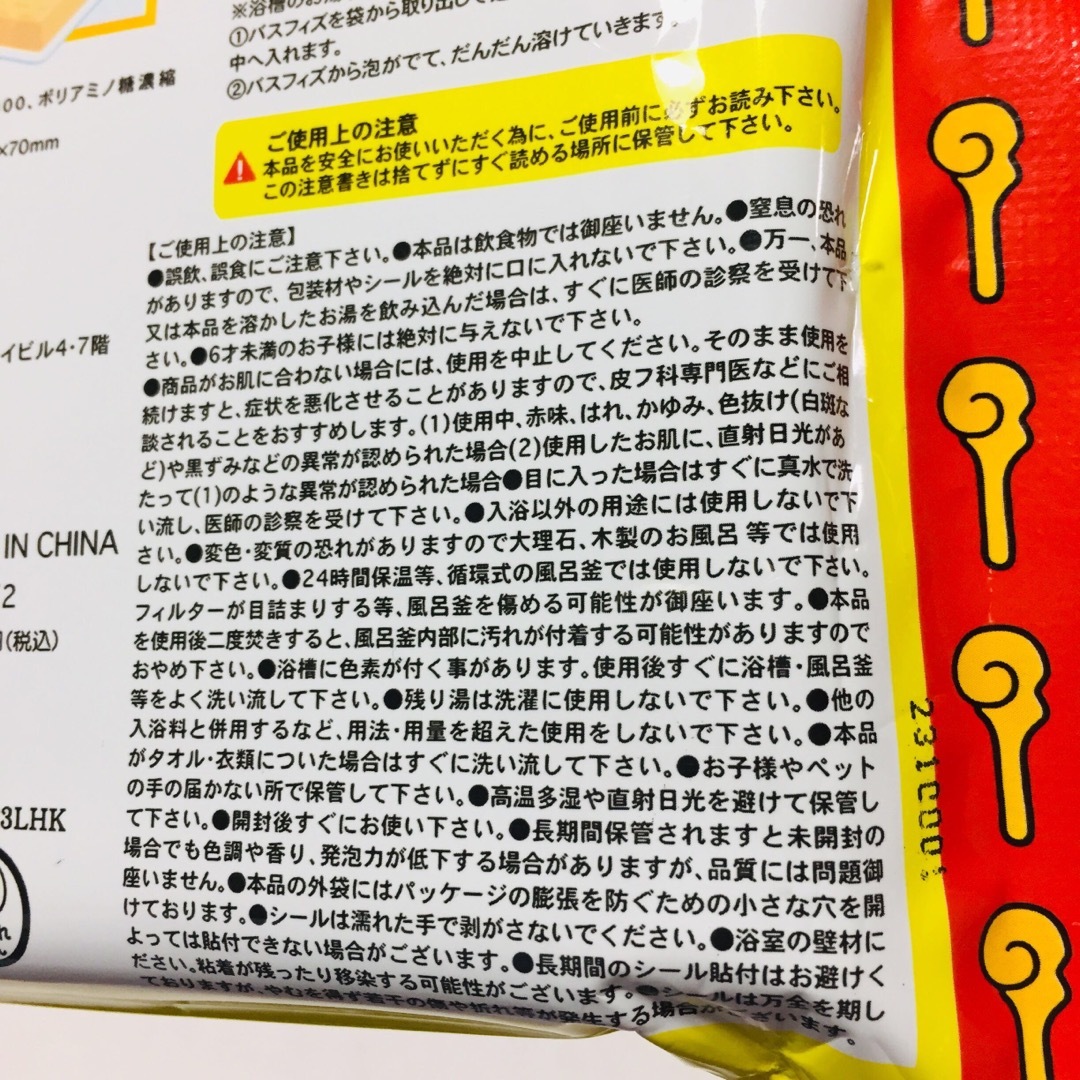 ①バスフィズを袋から取り出して
中へ入れます。
②バスフィズから泡がでて、だんだん溶けていきます
00、ポリアミノ糖濃縮
×70mm
ご使用上の注意
本品を安全にお使いいただく為に、ご使用前に必ずお読み下さい。
この注意書きは捨てずにすぐ読める場所に保管して下さい。
【ご使用上の注意】
●誤飲、誤食にご注意下さい。●本品は飲食物では御座いません。●窒息の恐れ
がありますので、包装材やシールを絶対に口に入れないで下さい。●万一、本品
又は本品を溶かしたお湯を飲み込んだ場合は、すぐに医師の診察を受けて下
さい。●6才未満のお子様には絶対に与えないで下さい。
●商品がお肌に合わない場合には、使用を中止してください。そのまま使用を
続けますと、症状を悪化させることがありますので、皮フ科専門医などにご相
談されることをおすすめします。(1)使用中、赤味、はれ、かゆみ、色抜け(白斑な
ど)や黒ずみなどの異常が認められた場合(2)使用したお肌に、直射日光があ
たって(1)のような異常が認められた場合●目に入った場合はすぐに真水で洗
い流し、医師の診察を受けて下さい。●入浴以外の用途には使用しないで下
さい。●変色・変質の恐れがありますので大理石、木製のお風呂 等では使用
しないで下さい。●24時間保温等、循環式の風呂釜では使用しないで下さい。
フィルターが目詰まりする等、風呂釜を傷める可能性が御座います。●本品
を使用後二度焚きすると、風呂釜内部に汚れが付着する可能性がありますので
おやめ下さい。●浴槽に色素が付く事があります。使用後すぐに浴槽・風呂釜
等をよく洗い流して下さい。●残り湯は洗濯に使用しないで下さい。●他の
入浴料と併用するなど、用法・用量を超えた使用をしないで下さい。●本品
がタオル・衣類についた場合はすぐに洗い流して下さい。●お子様やペット
の手の届かない所で保管して下さい。●高温多湿や直射日光を避けて保管し
て下さい。●開封後すぐにお使い下さい。●長期間保管されますと未開封の
場合でも色調や香り、発泡力が低下する場合がありますが、品質には問題御
座いません。●本品の外袋にはパッケージの膨張を防ぐための小さな穴を開
けております。●シールは濡れた手で剥がさないでください。●浴室の壁材に
よっては貼付できない場合がございます。●長期間のシール貼付はお避けく
ださい。粘着が残ったり移染する可能性がございます。●シールは万全を期し
ておりますが、やむを得ず若干の傷や折れ等が発生する場合がございます。
イビル4・7階
IN CHINA
2
円(税込)
3LHK